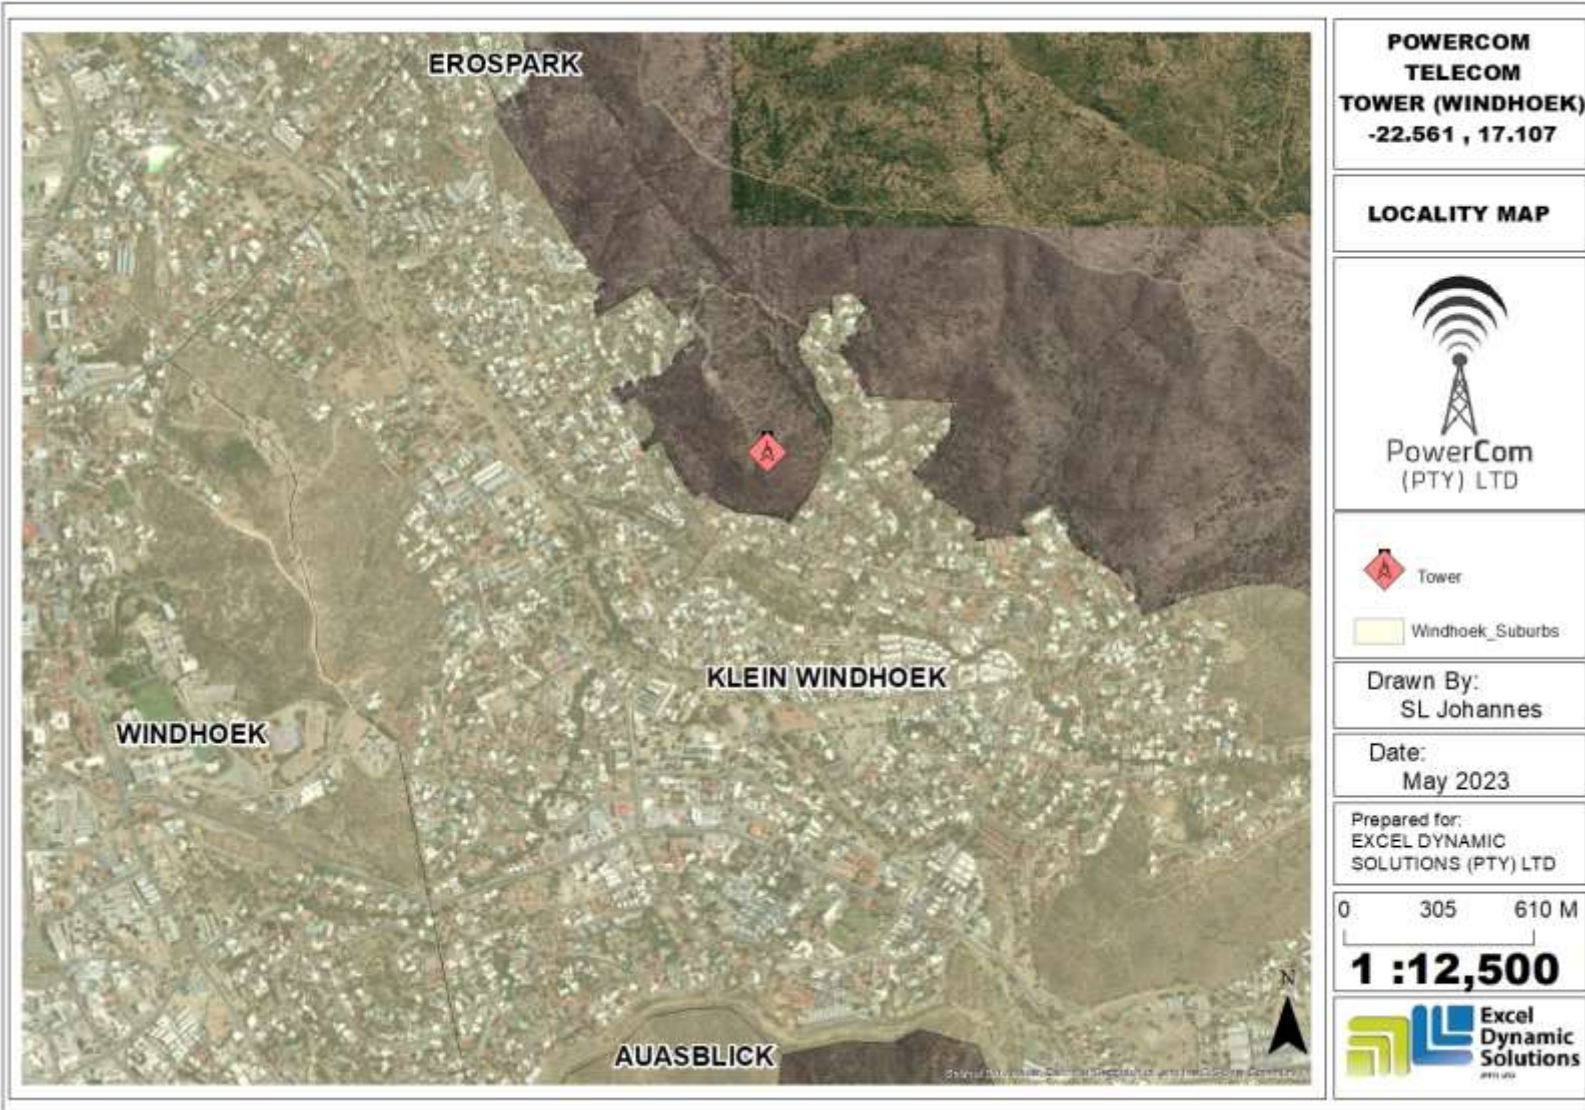 EROSPARK
KLEIN WINDHOEK
WINDHOEK
AUASBLICK
N
POWERCOM
TELECOM
TOWER (WINDHOEK)
-22.561 , 17.107
LOCALITY MAP
PowerCom
(PTY) LTD
Tower
Windhoek_Suburbs
Drawn By:
SL Johannes
Date:
May 2023
Prepared for:
EXCEL DYNAMIC
SOLUTIONS (PTY) LTD
0 305 610 M
1 :12,500
Excel
Dynamic
Solutions